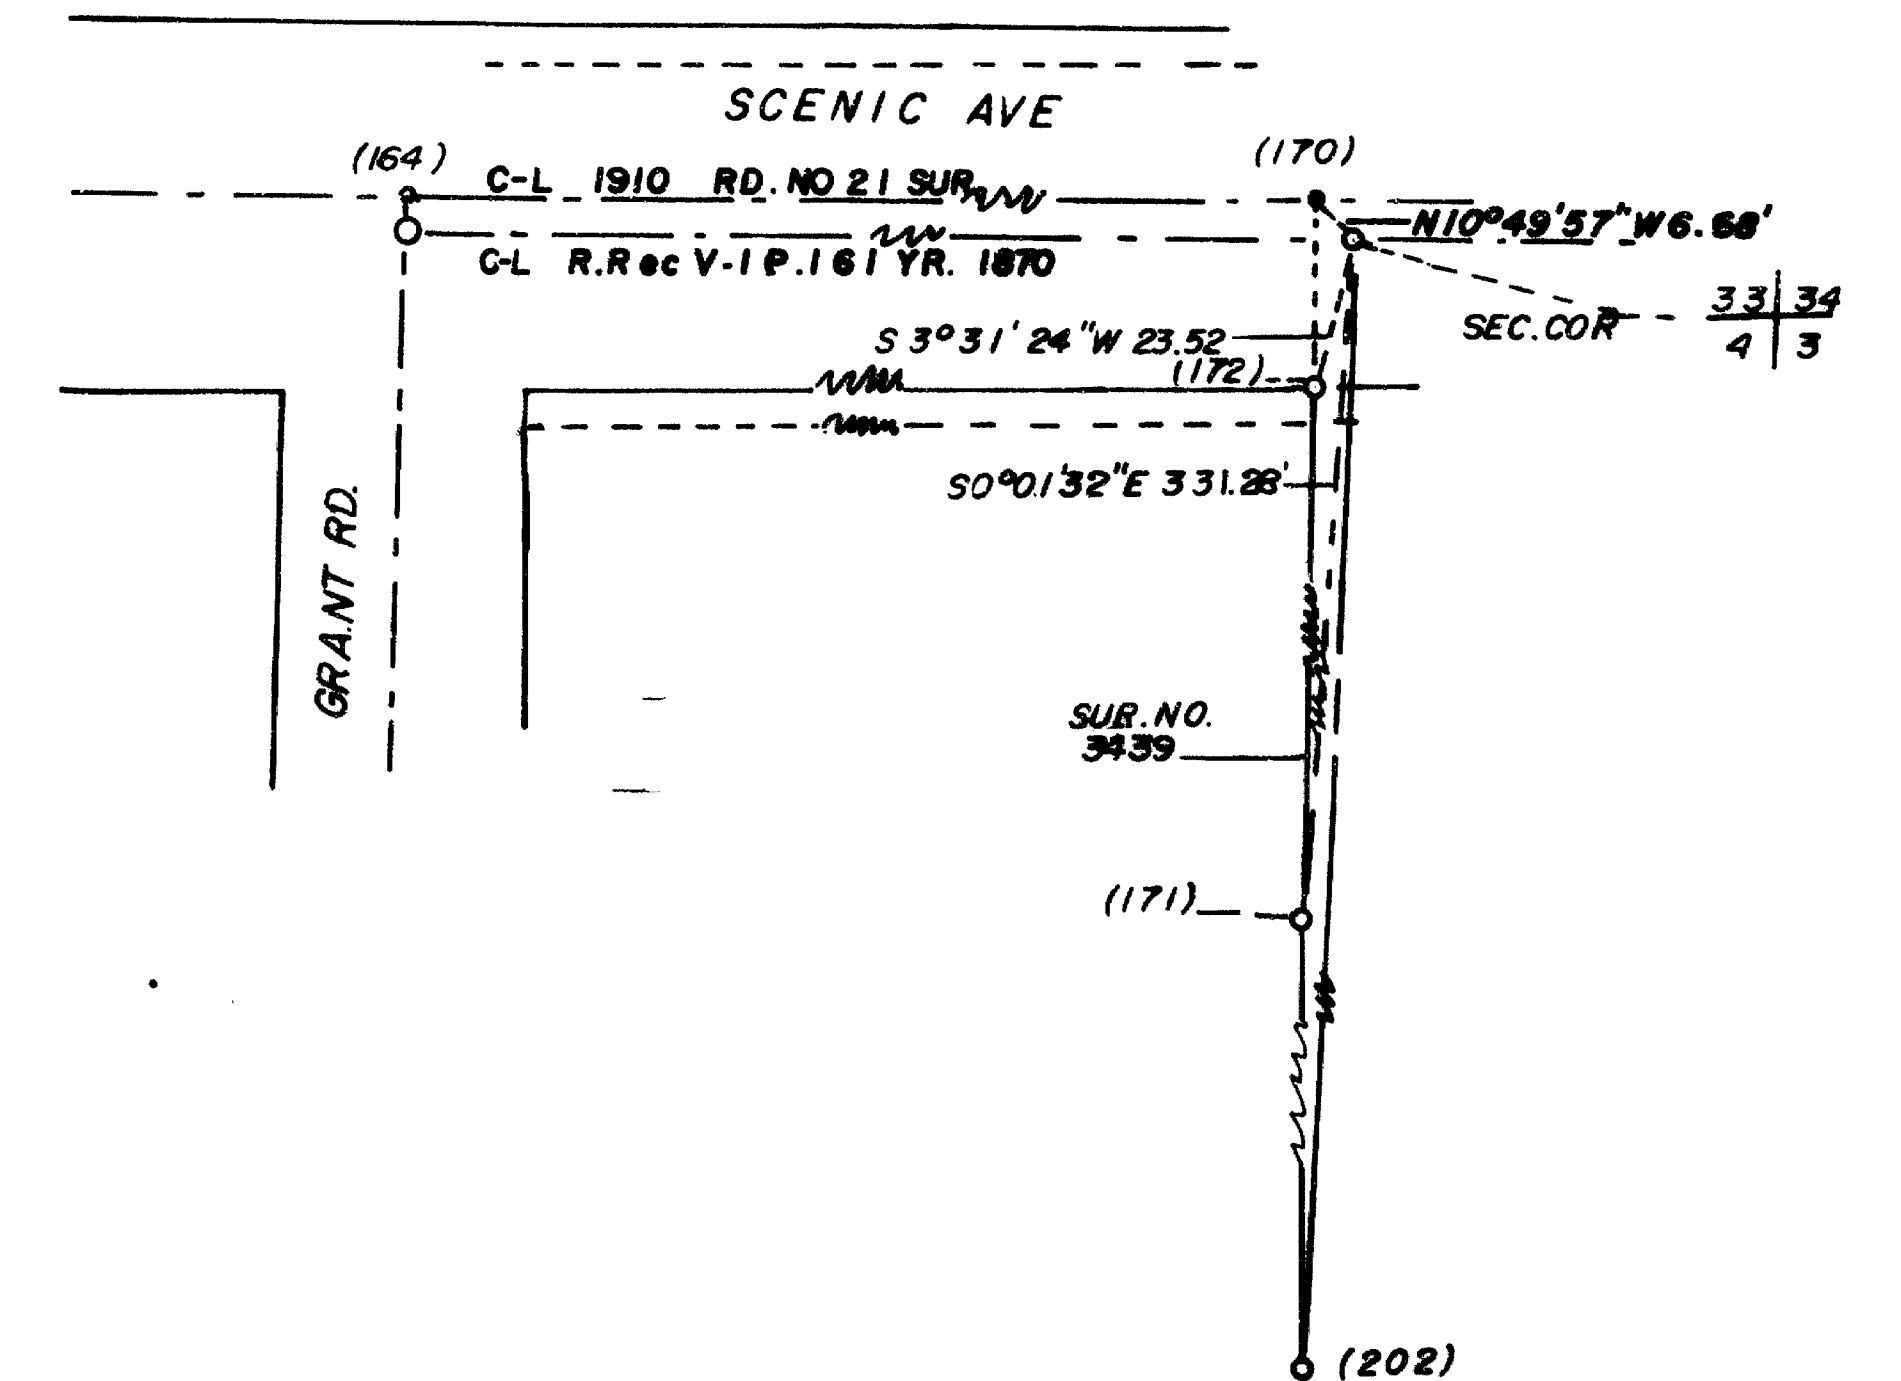 SCENIC AVE
(164)
(170)
C-L 1910 RD. NO 21 SUR
N10°49'57"W 6.68'
C-L R.Rec V-1 P.161 YR. 1870
33 34
SEC.COR
4 3
S 3°31'24"W 23.52
(172)
S0°01'32"E 331.28'
GRANT RD.
SUR. NO.
3439
(171)
(202)